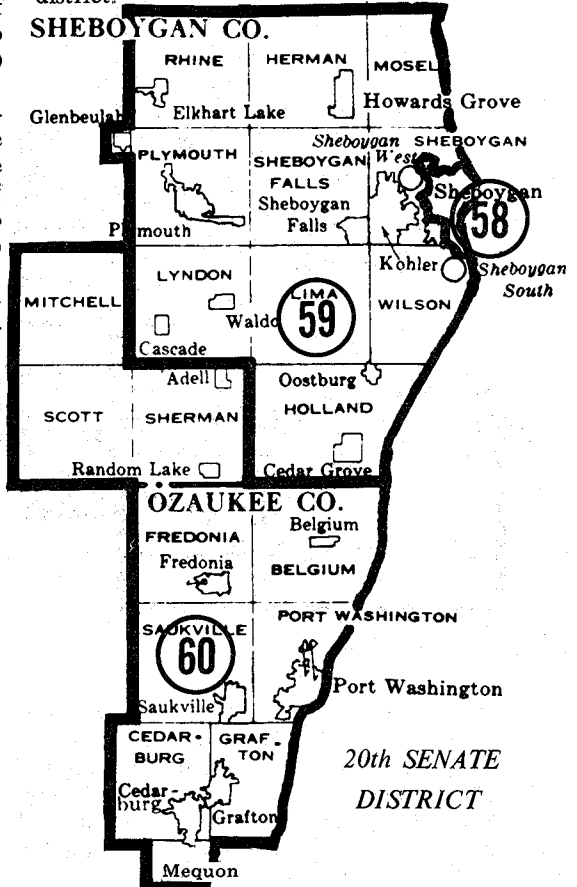 district.
SHEBOYGAN CO.
RHINE
HERMAN
MOSEL
Elkhart Lake
Howards Grove
Glenbeulah
PLYMOUTH
SHEBOYGAN
FALLS
Sheboygan
West
SHEBOYGAN
Sheboygan
58
Sheboygan
Falls
Plymouth
Kohler
Sheboygan
South
LYNDON
MITCHELL
LIMA
59
WILSON
Waldo
Cascade
Adell
Oostburg
HOLLAND
SCOTT
SHERMAN
Random Lake
Cedar Grove
OZAUKEE CO.
Belgium
FREDONIA
Fredonia
BELGIUM
PORT WASHINGTON
SAUKVILLE
60
Port Washington
Saukville
CEDAR-
BURG
GRAF-
TON
20th SENATE
DISTRICT
Cedar-
burg
Grafton
Mequon